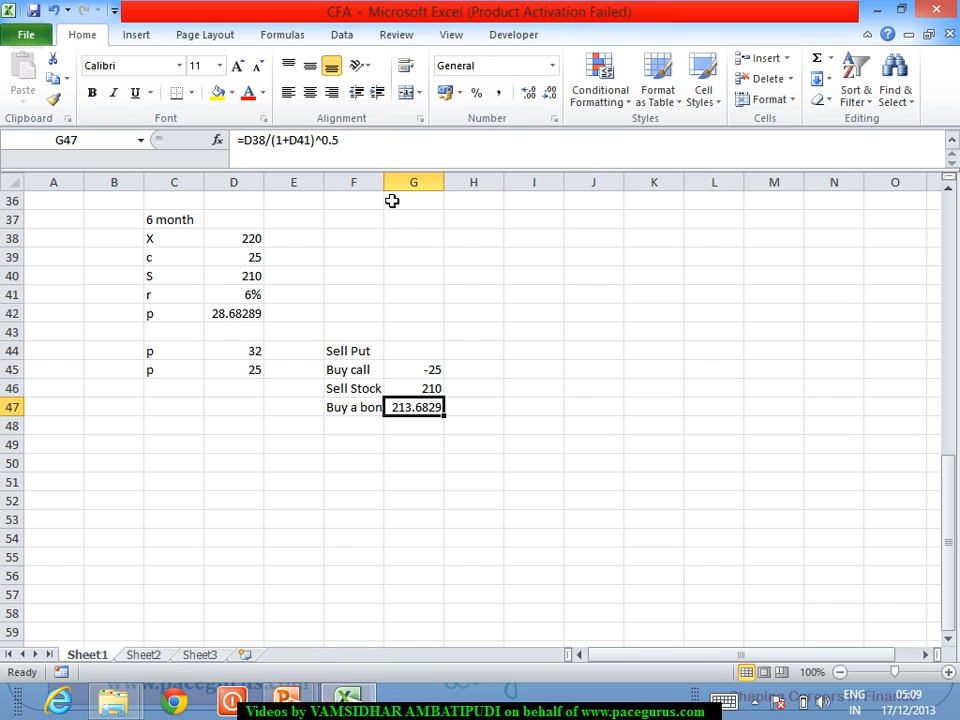 CFA - Microsoft Excel (Product Activation Failed)
File Home Insert Page Layout Formulas Data Review View Developer
Paste
Calibri 11
B I U
General
Conditional Formatting
Format as Table
Cell Styles
Insert
Delete
Format
Sort & Filter
Find & Select
Clipboard Font Alignment Number Styles Cells Editing
G47 fx =D38/(1+D41)^0.5
A B C D E F G H I J K L M N O
36
37 6 month
38 X 220
39 c 25
40 S 210
41 r 6%
42 p 28.68289
43
44 p 32 Sell Put
45 p 25 Buy call -25
46 Sell Stock 210
47 Buy a bon 213.6829
48
49
50
51
52
53
54
55
56
57
58
59
Sheet1 Sheet2 Sheet3
Ready 100%
www.pacegurus.com
ENG 05:09
IN 17/12/2013
Videos by VAMSIDHAR AMBATIPUDI on behalf of www.pacegurus.com